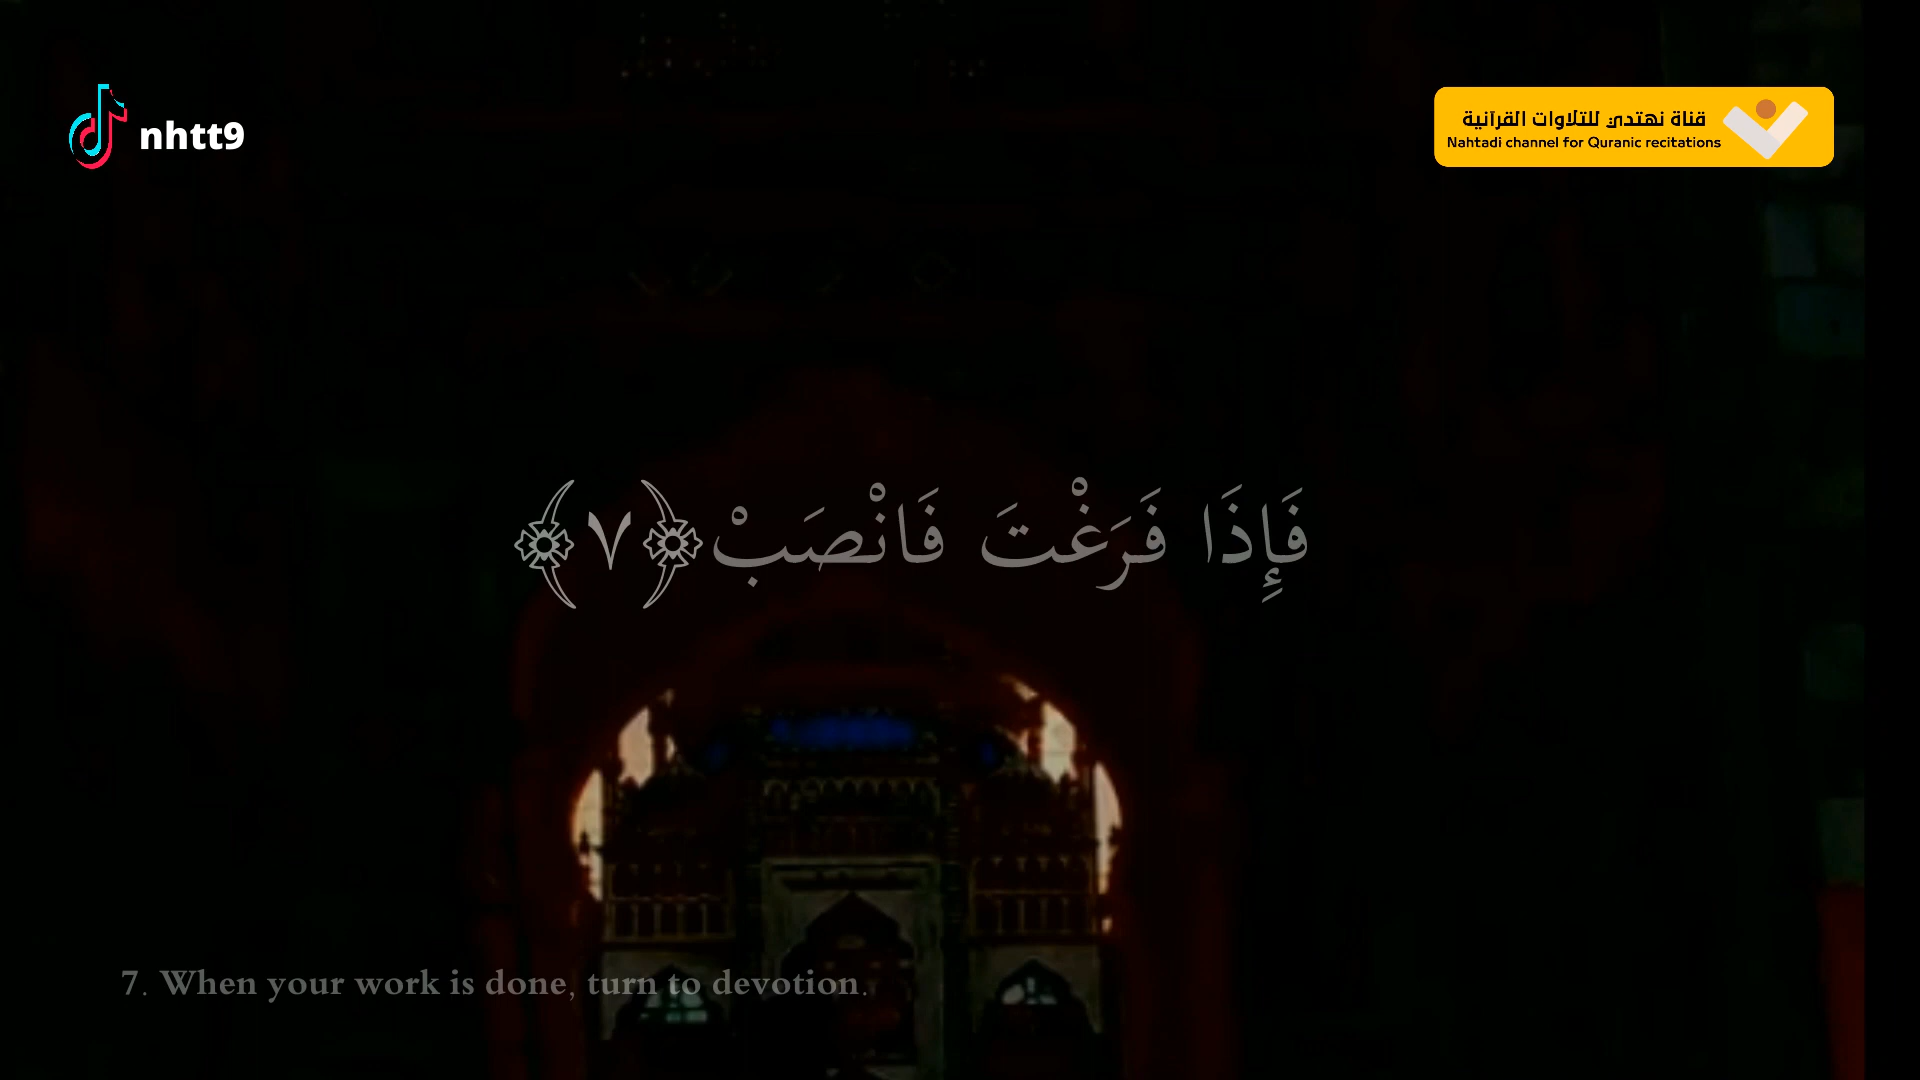 nhtt9
قناة نهتدي للتلاوات القرآنية
Nahtadi channel for Quranic recitations
فَإِذَا فَرَغْتَ فَانْصَبْ ﴿٧﴾
7. When your work is done, turn to devotion.